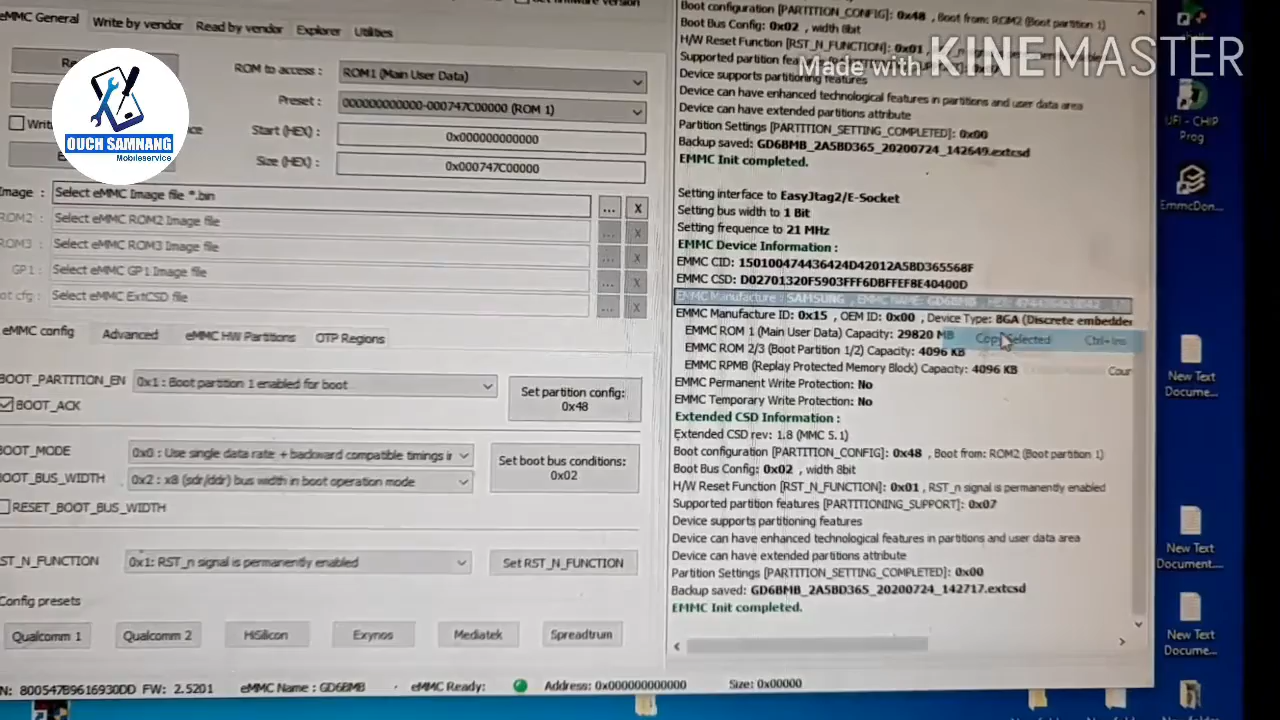 eMMC General Write by vendor Read by vendor Explorer Utilities
ROM to access : ROM1 (Main User Data)
Preset : 000000000000-000747C00000 (ROM 1)
Start (HEX) : 0x000000000000
Size (HEX) : 0x000747C00000
OUCH SAMNANG
Mobileservice
Image : Select eMMC Image file *.bin ... X
ROM2 : Select eMMC ROM2 Image file ... X
ROM3 : Select eMMC ROM3 Image file ... X
GP1 : Select eMMC GP1 Image file ... X
ot cfg : Select eMMC ExtCSD file ... X
eMMC config Advanced eMMC HW Partitions OTP Regions
BOOT_PARTITION_EN 0x1 : Boot partition 1 enabled for boot
Set partition config:
0x48
BOOT_ACK
BOOT_MODE 0x0 : Use single data rate + backward compatible timings ir
BOOT_BUS_WIDTH 0x2 : x8 (sdr/ddr) bus width in boot operation mode
Set boot bus conditions:
0x02
RESET_BOOT_BUS_WIDTH
ST_N_FUNCTION 0x1: RST_n signal is permanently enabled Set RST_N_FUNCTION
Config presets
Qualcomm 1 Qualcomm 2 HiSilicon Exynos Mediatek Spreadtrum
N: 80054789616930DD FW: 2.5201 eMMC Name : GD6BMB eMMC Ready: Address: 0x000000000000 Size: 0x00000
Boot configuration [PARTITION_CONFIG]: 0x48 , Boot from: ROM2 (Boot partition 1)
Boot Bus Config: 0x02 , width 8bit
H/W Reset Function [RST_N_FUNCTION]: 0x01
Supported partition
Device supports partitioning features
Device can have enhanced technological features in partitions and user data area
Device can have extended partitions attribute
Partition Settings [PARTITION_SETTING_COMPLETED]: 0x00
Backup saved: GD6BMB_2A5BD365_20200724_142649.extcsd
EMMC Init completed.
Setting interface to EasyJtag2/E-Socket
Setting bus width to 1 Bit
Setting frequence to 21 MHz
EMMC Device Information :
EMMC CID: 150100474436424D42012A5BD365568F
EMMC CSD: D02701320F5903FFF6DBFFEF8E40400D
EMMC Manufacture : SAMSUNG , EMMC NAME: GD6BMB
EMMC Manufacture ID: 0x15 , OEM ID: 0x00 , Device Type: BGA (Discrete embedded
EMMC ROM 1 (Main User Data) Capacity: 29820 MB
EMMC ROM 2/3 (Boot Partition 1/2) Capacity: 4096 KB
EMMC RPMB (Replay Protected Memory Block) Capacity: 4096 KB
EMMC Permanent Write Protection: No
EMMC Temporary Write Protection: No
Extended CSD Information :
Extended CSD rev: 1.8 (MMC 5.1)
Boot configuration [PARTITION_CONFIG]: 0x48 , Boot from: ROM2 (Boot partition 1)
Boot Bus Config: 0x02 , width 8bit
H/W Reset Function [RST_N_FUNCTION]: 0x01 , RST_n signal is permanently enabled
Supported partition features [PARTITIONING_SUPPORT]: 0x07
Device supports partitioning features
Device can have enhanced technological features in partitions and user data area
Device can have extended partitions attribute
Partition Settings [PARTITION_SETTING_COMPLETED]: 0x00
Backup saved: GD6BMB_2A5BD365_20200724_142717.extcsd
EMMC Init completed.
Copy Selected Ctrl+Ins
Made with KINEMASTER
UFI - CHIP
Prog
EmmcDon...
New Text
Docume...
New Text
Document....
New Text
Docume...